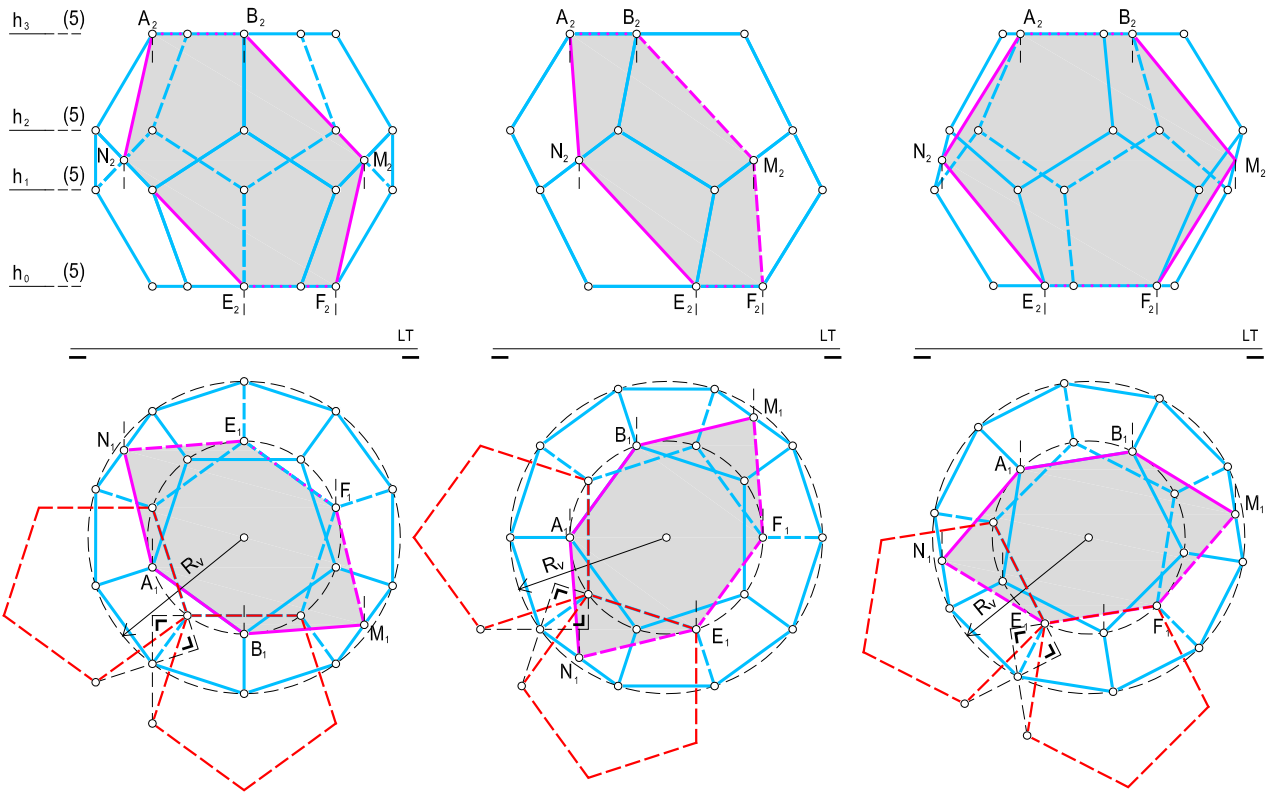 h₃ (5) A₂ B₂ A₂ B₂ A₂ B₂
h₂ (5)
N₂ M₂ N₂ M₂ N₂ M₂
h₁ (5)
h₀ (5)
E₂ F₂ E₂ F₂ E₂ F₂
LT LT LT
N₁ E₁ B₁ M₁ A₁ B₁
F₁ A₁ F₁ M₁
A₁ Rᵥ Rᵥ N₁
M₁ B₁ E₁ N₁ E Rᵥ F₁